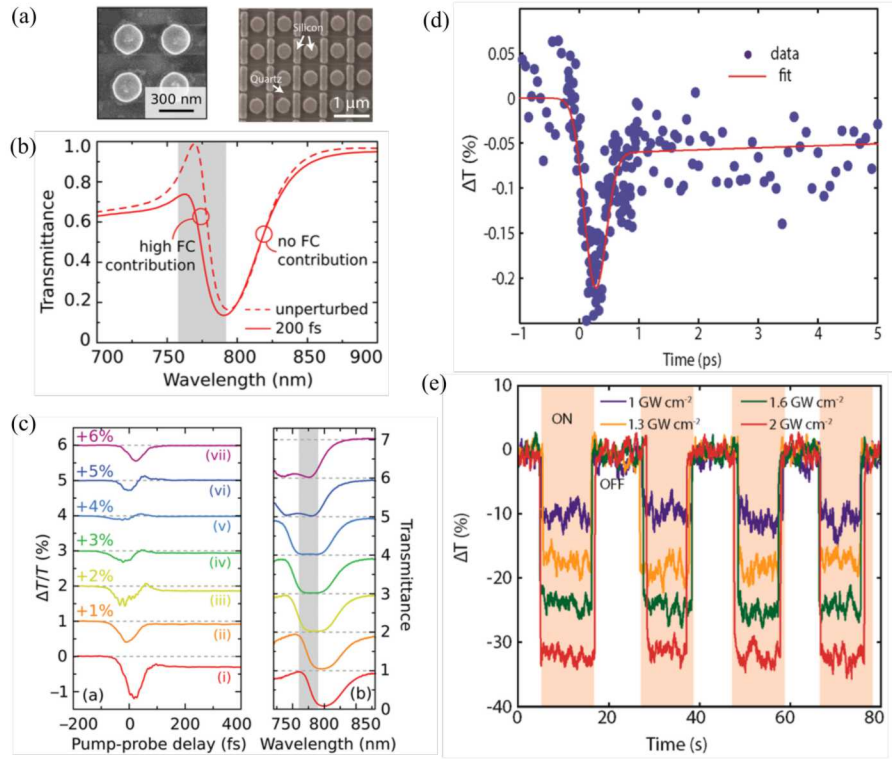 (a)
300 nm
Silicon
Quartz
1 μm
(b)
Transmittance
1.0
0.8
0.6
0.4
0.2
0
high FC
contribution
no FC
contribution
unperturbed
200 fs
700
750
800
850
900
Wavelength (nm)
(c)
ΔT/T (%)
6
5
4
3
2
1
0
−1
+6%
(vii)
+5%
(vi)
+4%
(v)
+3%
(iv)
+2%
(iii)
+1%
(ii)
(i)
(a)
−200
0
200
400
Pump-probe delay (fs)
7
6
5
4
3
2
1
0
Transmittance
(b)
750
800
850
Wavelength (nm)
(d)
ΔT (%)
0.05
0
-0.05
-0.1
-0.15
-0.2
data
fit
-1
0
1
2
3
4
5
Time (ps)
(e)
ΔT (%)
10
0
-10
-20
-30
-40
ON
OFF
1 GW cm⁻²
1.6 GW cm⁻²
1.3 GW cm⁻²
2 GW cm⁻²
0
20
40
60
80
Time (s)